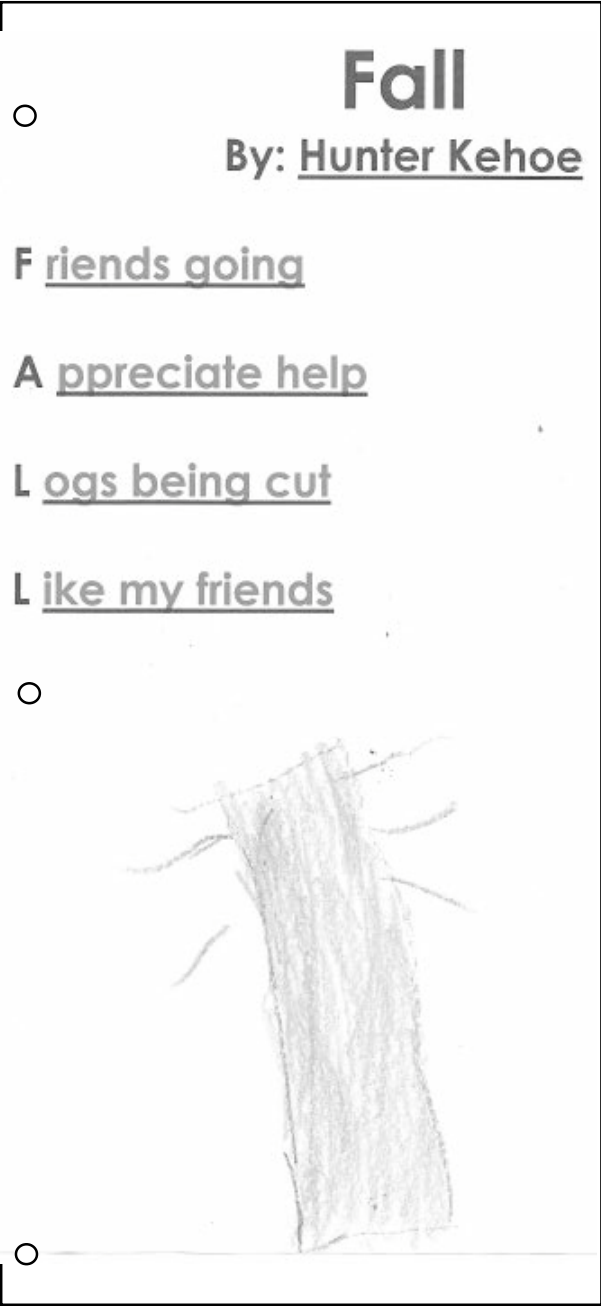 Fall
By: Hunter Kehoe
F riends going
A ppreciate help
L ogs being cut
L ike my friends